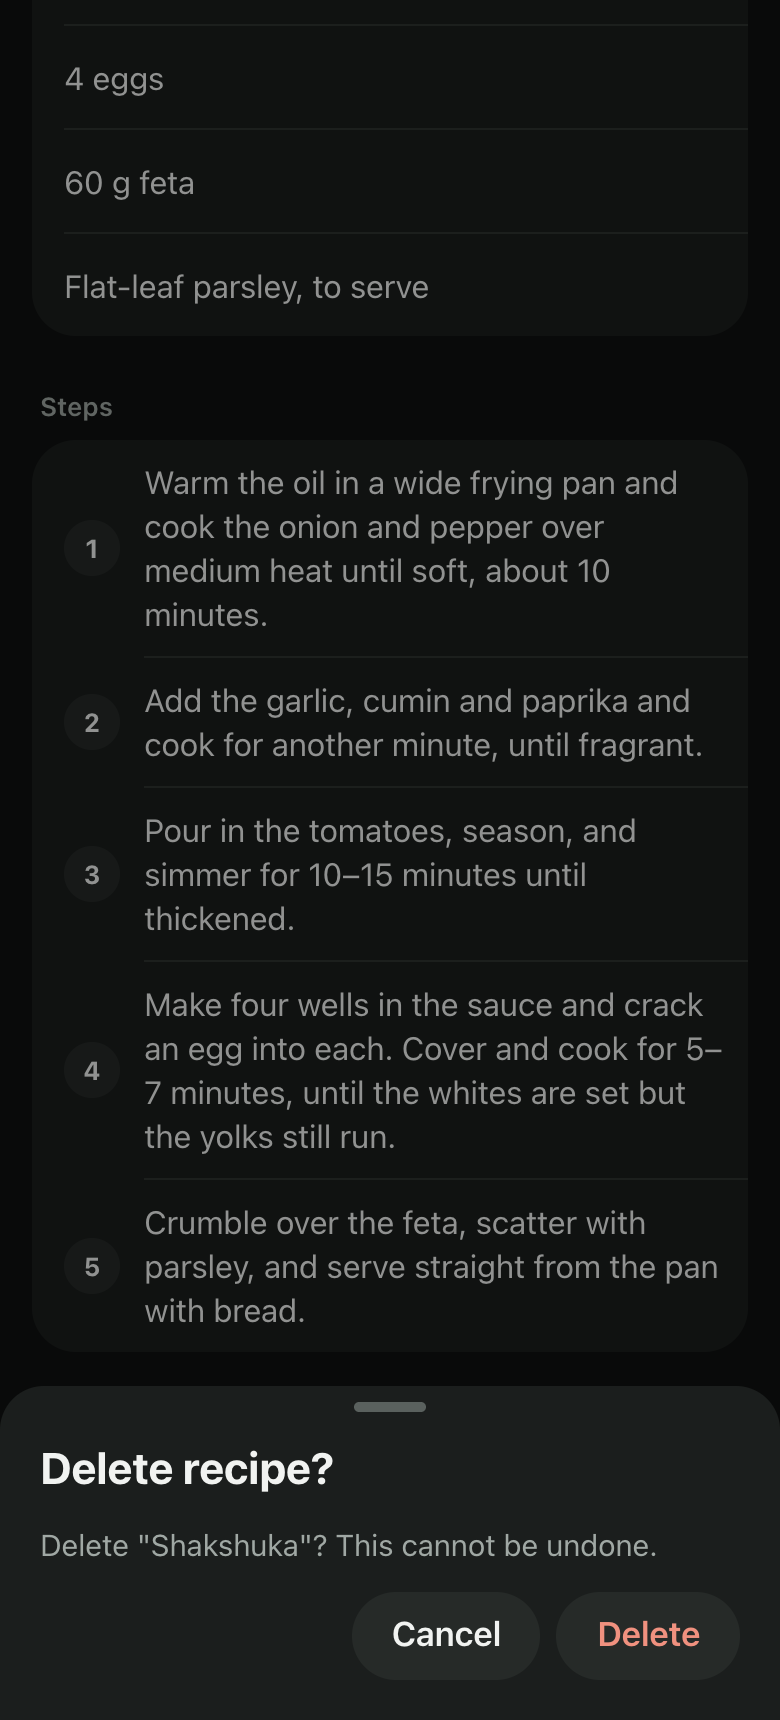 4 eggs
60 g feta
Flat-leaf parsley, to serve
Steps
1
Warm the oil in a wide frying pan and
cook the onion and pepper over
medium heat until soft, about 10
minutes.
2
Add the garlic, cumin and paprika and
cook for another minute, until fragrant.
3
Pour in the tomatoes, season, and
simmer for 10–15 minutes until
thickened.
4
Make four wells in the sauce and crack
an egg into each. Cover and cook for 5–
7 minutes, until the whites are set but
the yolks still run.
5
Crumble over the feta, scatter with
parsley, and serve straight from the pan
with bread.
Delete recipe?
Delete "Shakshuka"? This cannot be undone.
Cancel
Delete